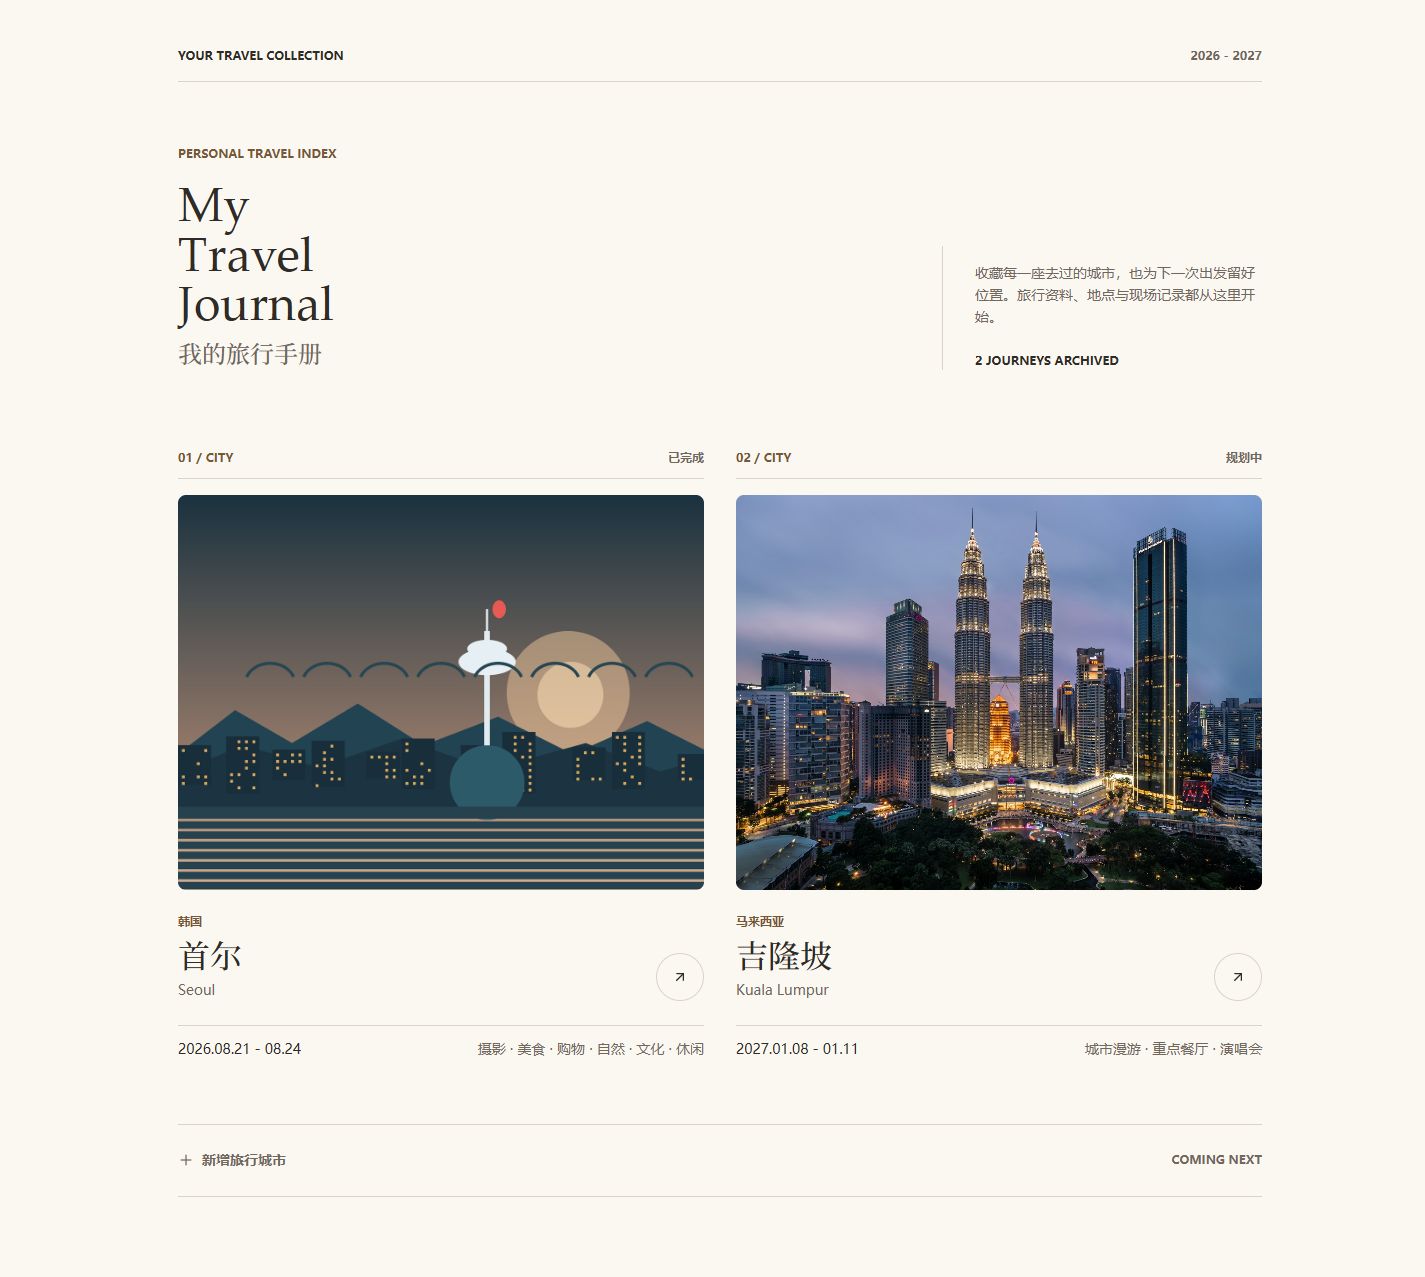 YOUR TRAVEL COLLECTION
2026 - 2027
PERSONAL TRAVEL INDEX
My
Travel
Journal
我的旅行手册
收藏每一座去过的城市，也为下一次出发留好
位置。旅行资料、地点与现场记录都从这里开
始。
2 JOURNEYS ARCHIVED
01 / CITY
已完成
韩国
首尔
Seoul
2026.08.21 - 08.24
摄影 · 美食 · 购物 · 自然 · 文化 · 休闲
02 / CITY
规划中
马来西亚
吉隆坡
Kuala Lumpur
2027.01.08 - 01.11
城市漫游 · 重点餐厅 · 演唱会
+ 新增旅行城市
COMING NEXT